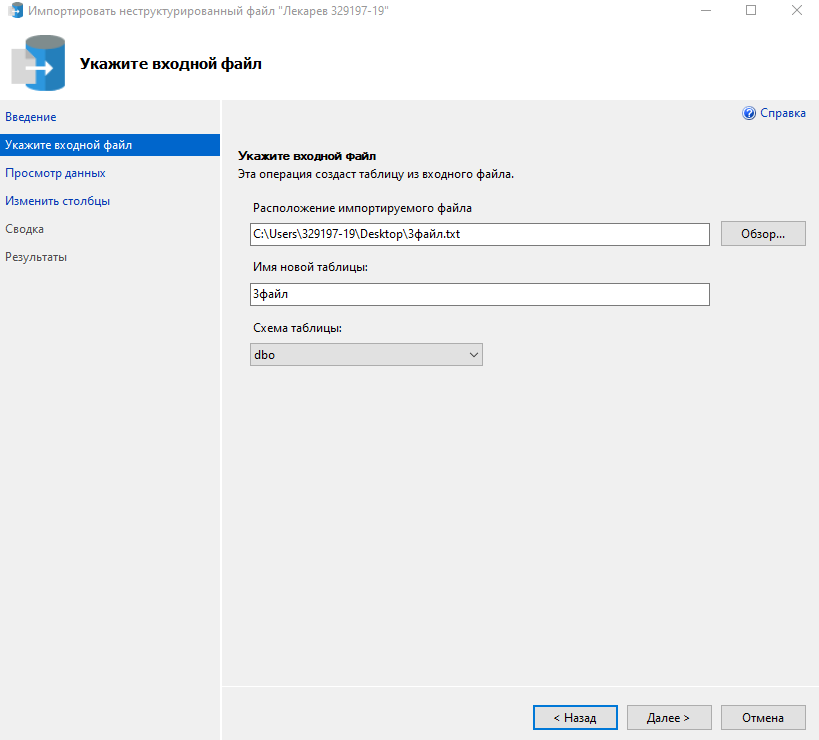 Импортировать неструктурированный файл "Лекарев 329197-19"
Укажите входной файл
Введение
Укажите входной файл
Просмотр данных
Изменить столбцы
Сводка
Результаты
Справка
Укажите входной файл
Эта операция создаст таблицу из входного файла.
Расположение импортируемого файла
C:\Users\329197-19\Desktop\3файл.txt
Обзор...
Имя новой таблицы:
3файл
Схема таблицы:
dbo
< Назад
Далее >
Отмена